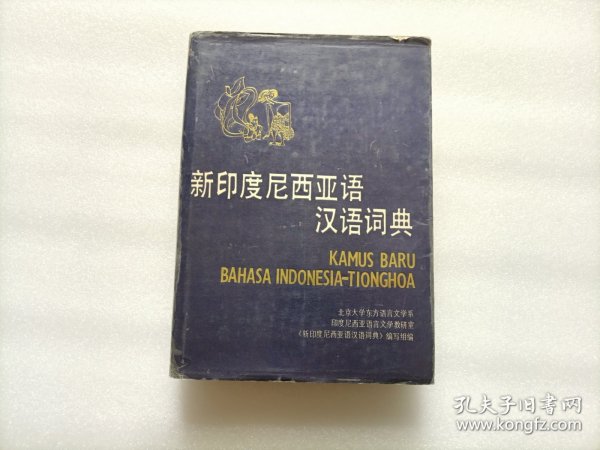 新印度尼西亚语
汉语词典
KAMUS BARU
BAHASA INDONESIA-TIONGHOA
北京大学东方语言文学系
印度尼西亚语言文学教研室
《新印度尼西亚语汉语词典》编写组编
孔夫子旧书网
www.kongfz.com